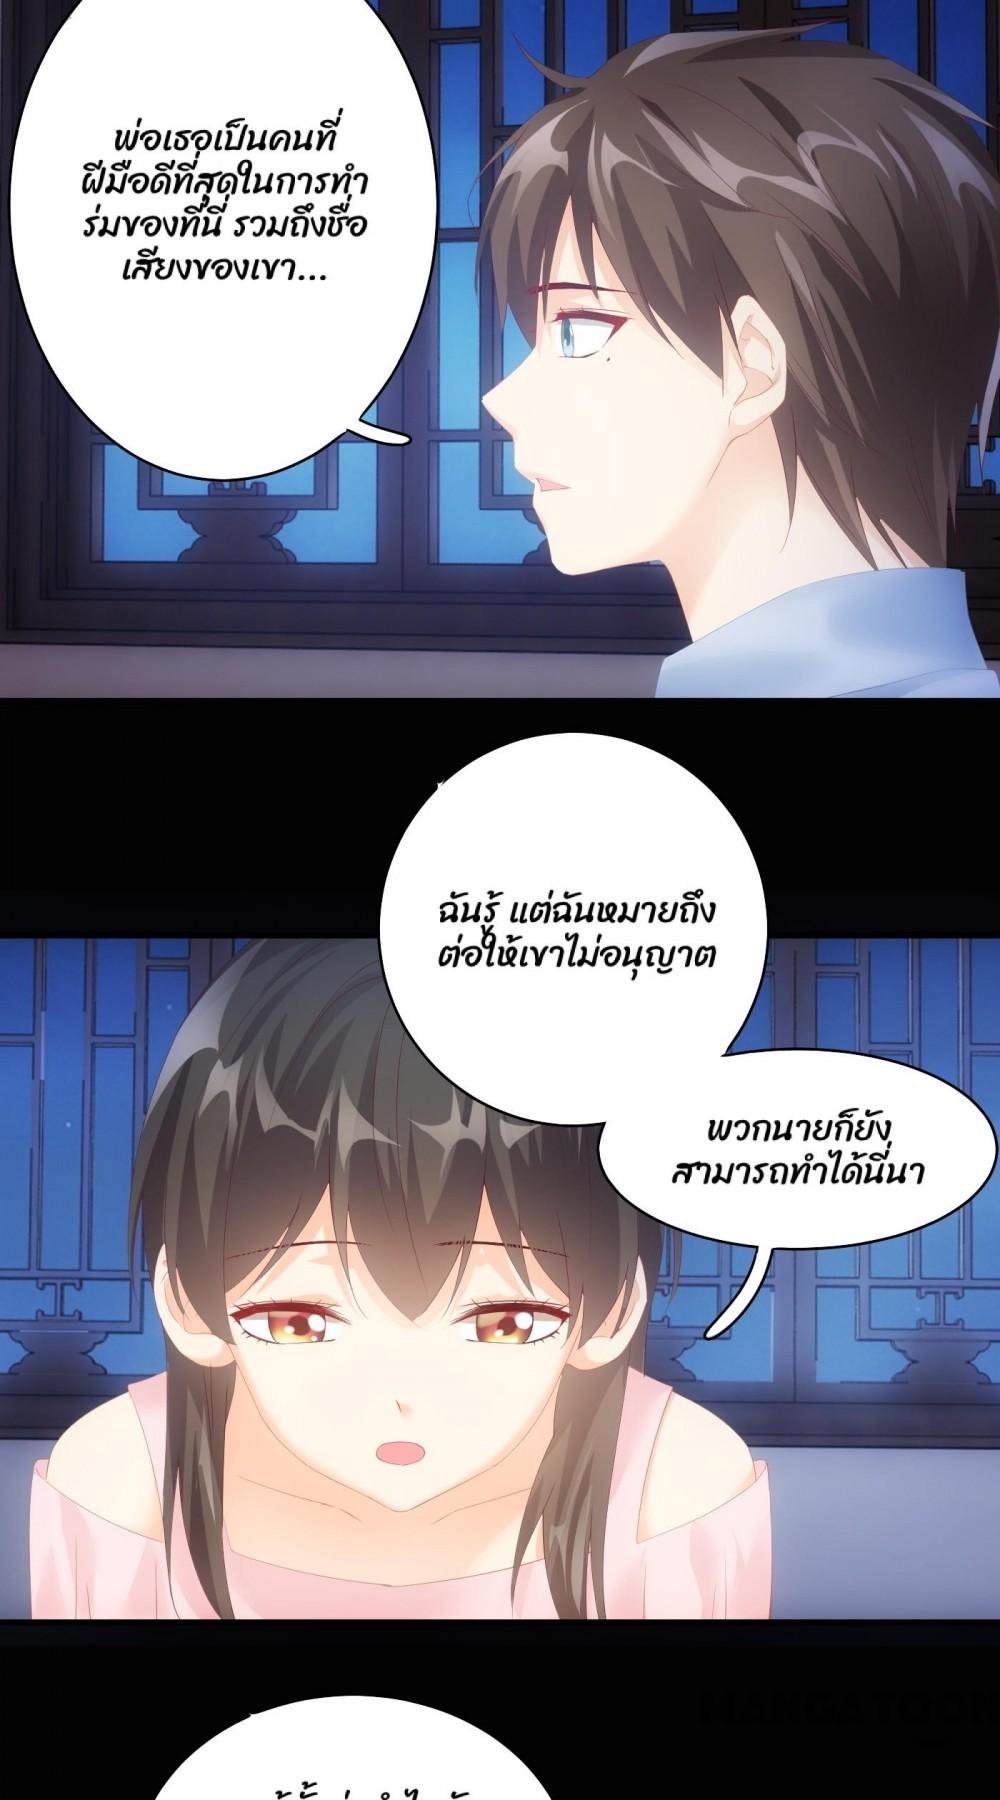 พ่อเธอเป็นคนที่
ฝีมือดีที่สุดในการทำ
ร่มของที่นี่ รวมถึงชื่อ
เสียงของเขา...
ฉันรู้ แต่ฉันหมายถึง
ต่อให้เขาไม่อนุญาต
พวกนายก็ยัง
สามารถทำได้นี่นา
MANGATOON